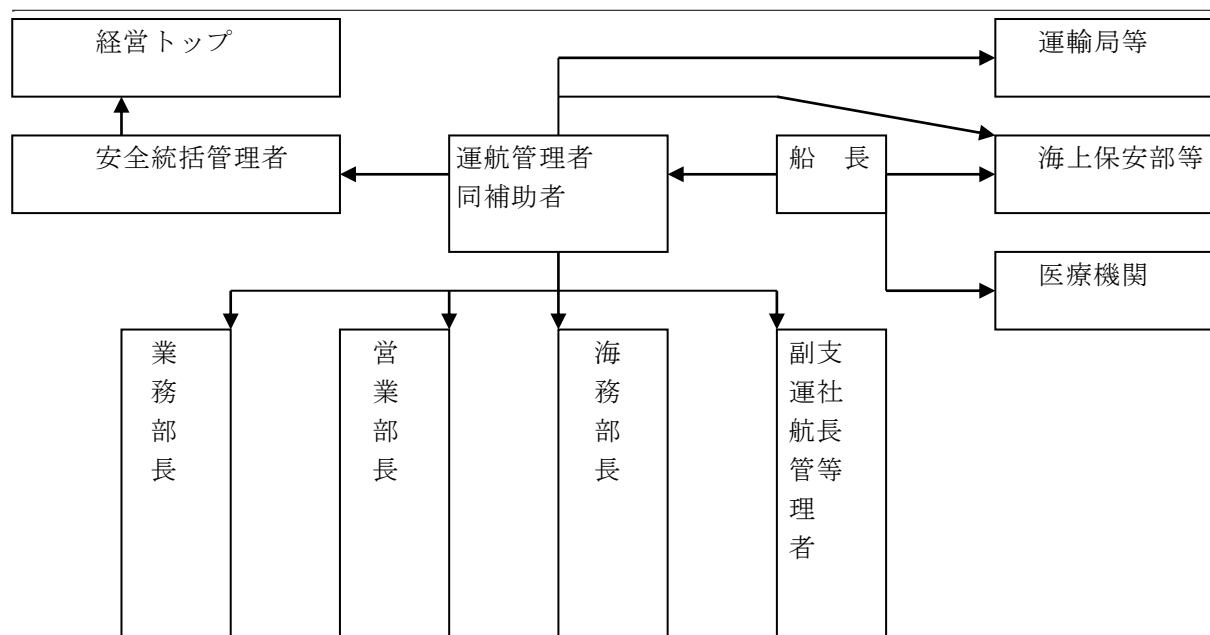 経営トップ
運輸局等
安全統括管理者
運航管理者
同補助者
船　長
海上保安部等
医療機関
業務部長
営業部長
海務部長
支社長等
副運航管理者